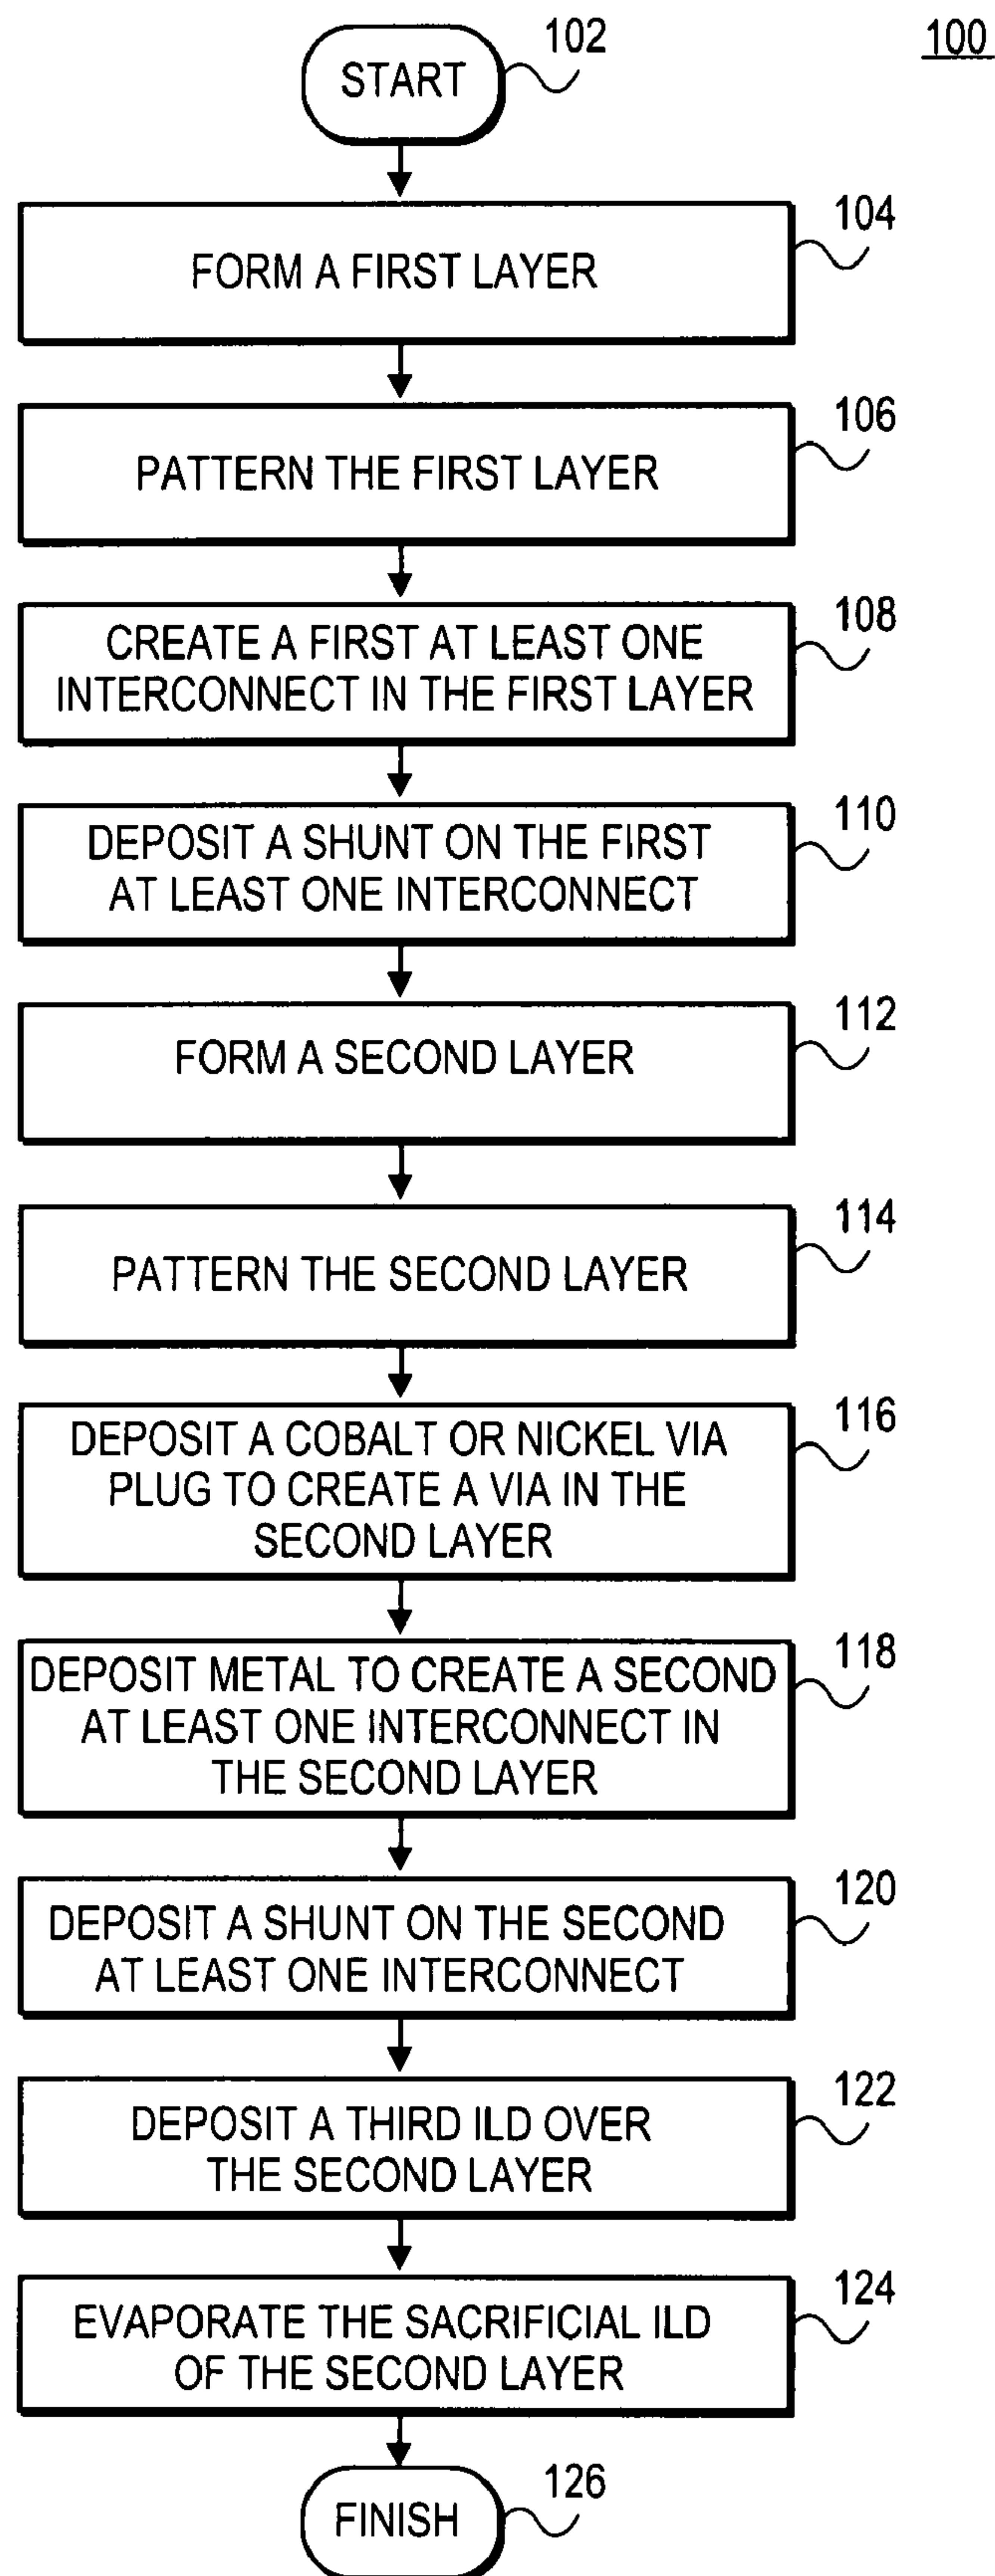 100
START
102
FORM A FIRST LAYER
104
PATTERN THE FIRST LAYER
106
CREATE A FIRST AT LEAST ONE
INTERCONNECT IN THE FIRST LAYER
108
DEPOSIT A SHUNT ON THE FIRST
AT LEAST ONE INTERCONNECT
110
FORM A SECOND LAYER
112
PATTERN THE SECOND LAYER
114
DEPOSIT A COBALT OR NICKEL VIA
PLUG TO CREATE A VIA IN THE
SECOND LAYER
116
DEPOSIT METAL TO CREATE A SECOND
AT LEAST ONE INTERCONNECT IN
THE SECOND LAYER
118
DEPOSIT A SHUNT ON THE SECOND
AT LEAST ONE INTERCONNECT
120
DEPOSIT A THIRD ILD OVER
THE SECOND LAYER
122
EVAPORATE THE SACRIFICIAL ILD
OF THE SECOND LAYER
124
FINISH
126